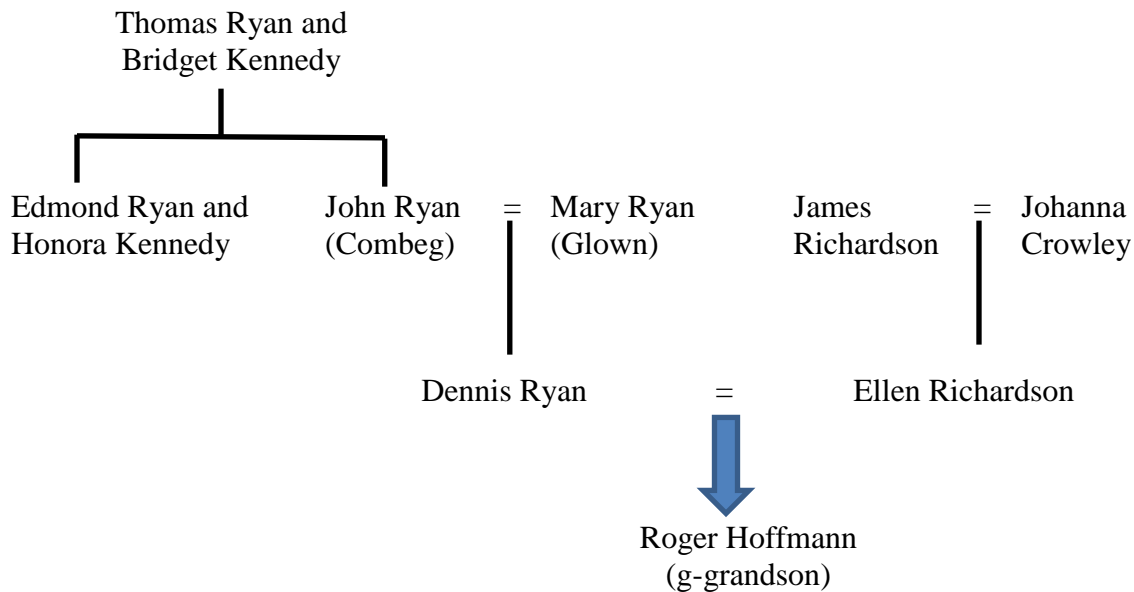 Thomas Ryan and
Bridget Kennedy
Edmond Ryan and
Honora Kennedy
John Ryan
(Combeg)
=
Mary Ryan
(Glown)
James
Richardson
=
Johanna
Crowley
Dennis Ryan
=
Ellen Richardson
Roger Hoffmann
(g-grandson)